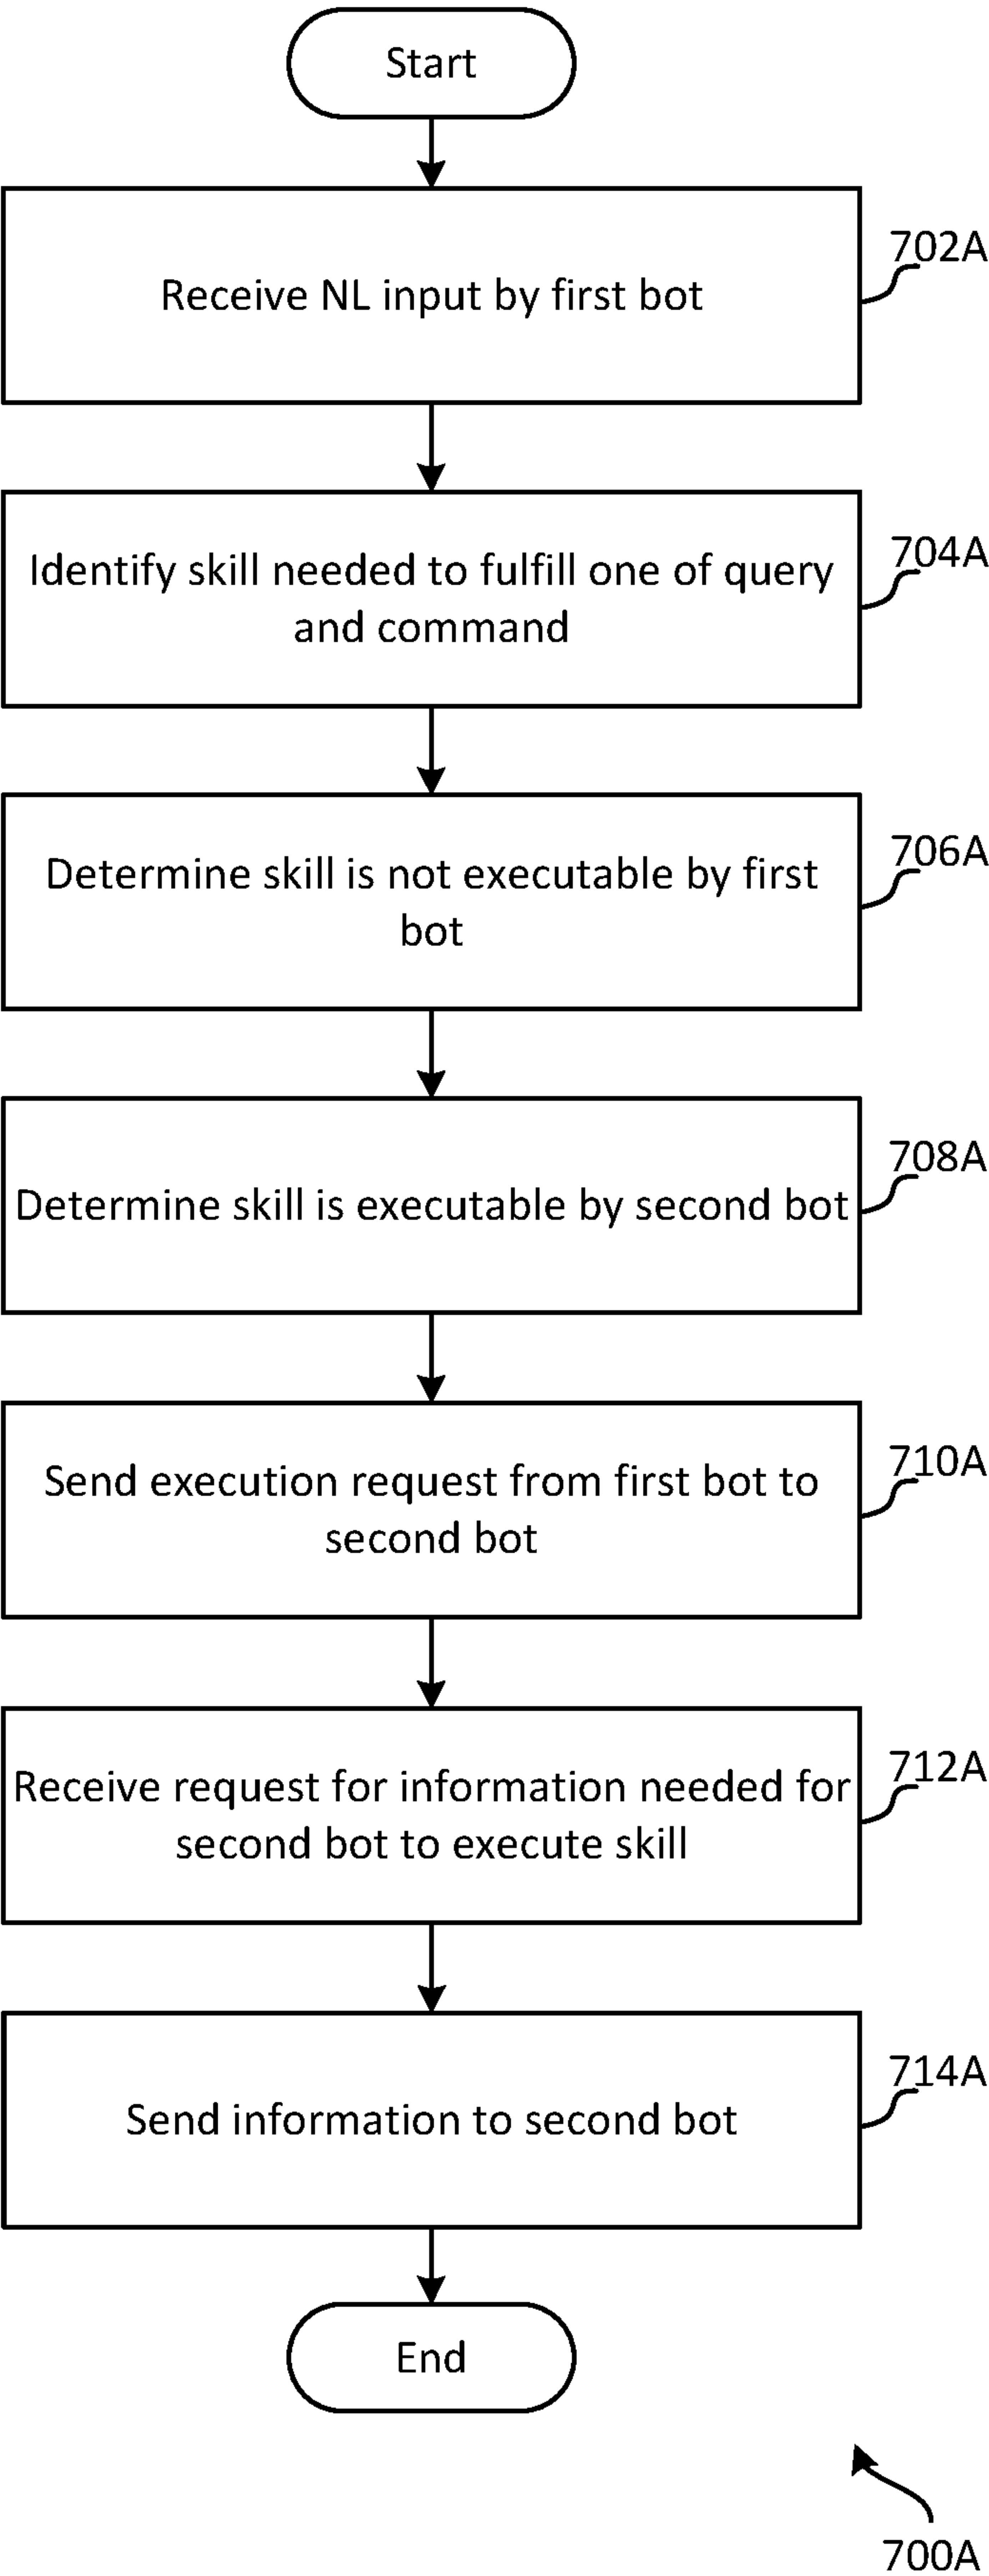 Start
Receive NL input by first bot
702A
Identify skill needed to fulfill one of query
and command
704A
Determine skill is not executable by first
bot
706A
Determine skill is executable by second bot
708A
Send execution request from first bot to
second bot
710A
Receive request for information needed for
second bot to execute skill
712A
Send information to second bot
714A
End
700A